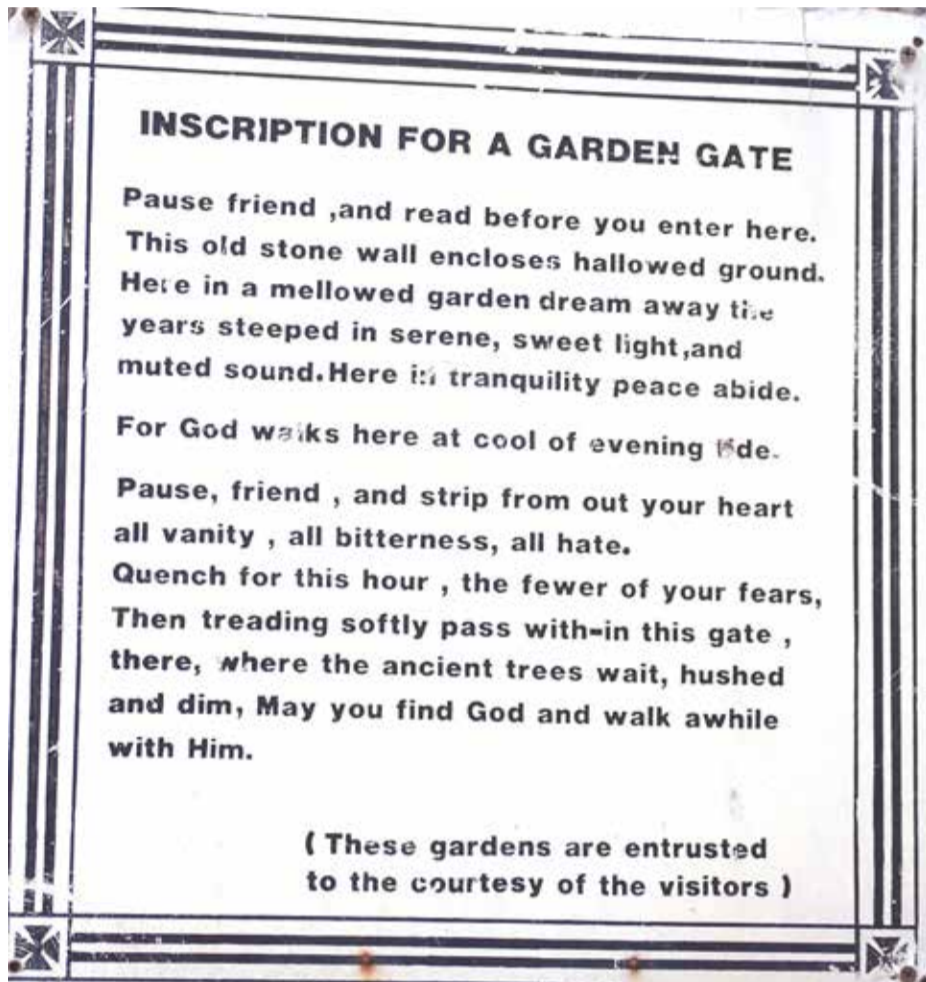 INSCRIPTION FOR A GARDEN GATE
Pause friend ,and read before you enter here.
This old stone wall encloses hallowed ground.
Here in a mellowed garden dream away the
years steeped in serene, sweet light,and
muted sound.Here in tranquility peace abide.
For God walks here at cool of evening tide.
Pause, friend , and strip from out your heart
all vanity , all bitterness, all hate.
Quench for this hour , the fewer of your fears,
Then treading softly pass with-in this gate ,
there, where the ancient trees wait, hushed
and dim, May you find God and walk awhile
with Him.
( These gardens are entrusted
to the courtesy of the visitors )